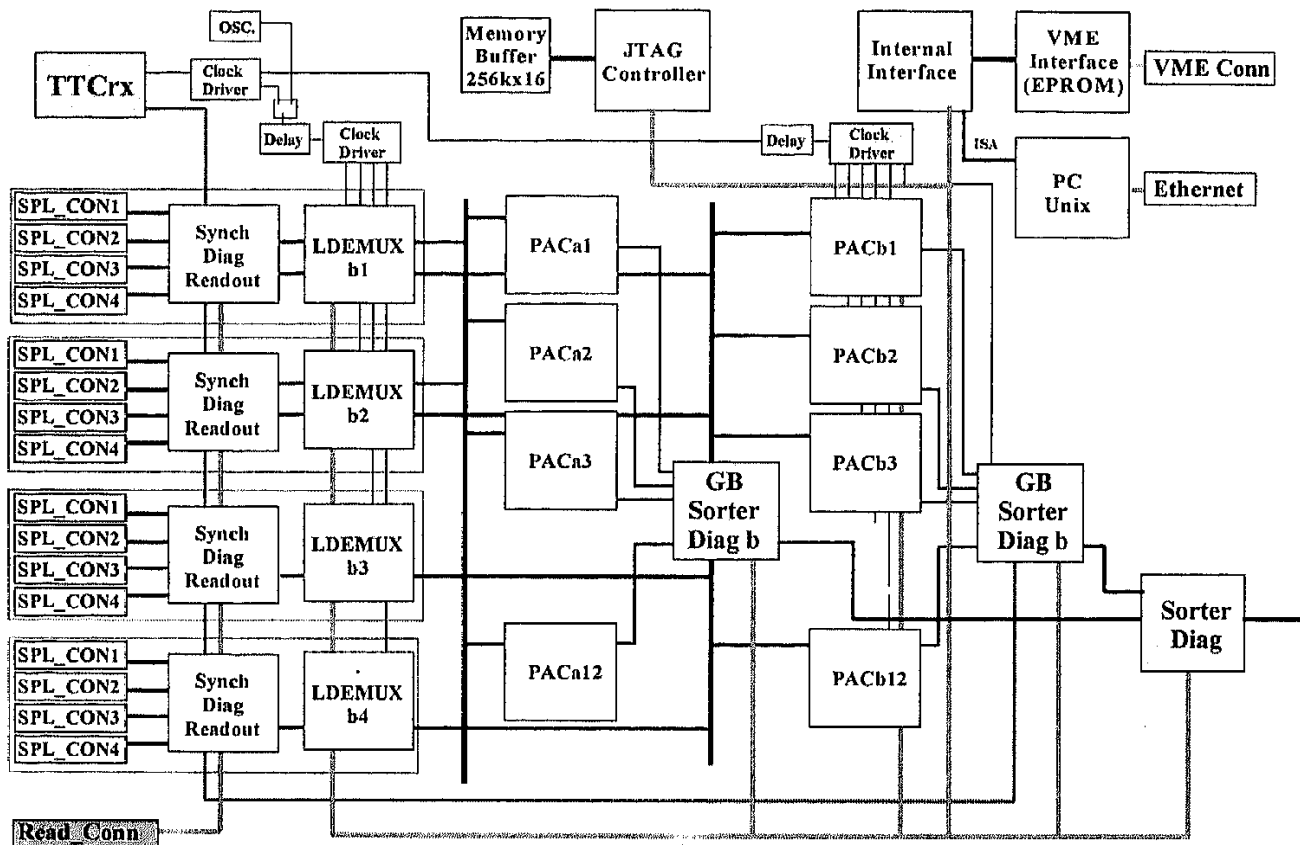 OSC.
TTCrx
Clock
Driver
Delay
Clock
Driver
Memory
Buffer
256kx16
JTAG
Controller
Delay
Clock
Driver
Internal
Interface
VME
Interface
(EPROM)
VME Conn
ISA
PC
Unix
Ethernet
SPL_CON1
SPL_CON2
SPL_CON3
SPL_CON4
Synch
Diag
Readout
LDEMUX
b1
SPL_CON1
SPL_CON2
SPL_CON3
SPL_CON4
Synch
Diag
Readout
LDEMUX
b2
SPL_CON1
SPL_CON2
SPL_CON3
SPL_CON4
Synch
Diag
Readout
LDEMUX
b3
SPL_CON1
SPL_CON2
SPL_CON3
SPL_CON4
Synch
Diag
Readout
LDEMUX
b4
PACa1
PACa2
PACa3
PACa12
GB
Sorter
Diag b
PACb1
PACb2
PACb3
PACb12
GB
Sorter
Diag b
Sorter
Diag
Read_Conn